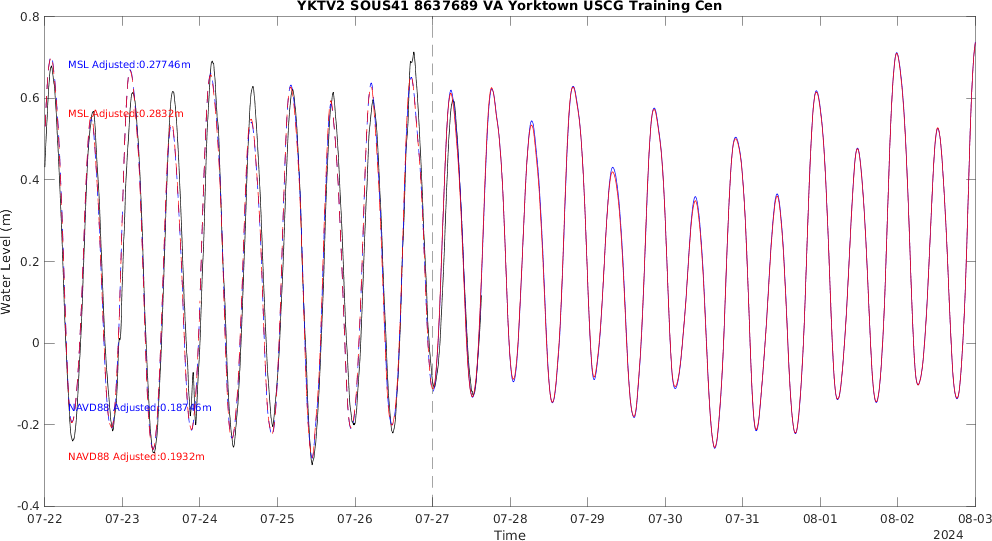 YKTV2 SOUS41 8637689 VA Yorktown USCG Training Cen
0.8
0.6
0.4
0.2
0
-0.2
-0.4
Water Level (m)
MSL Adjusted:0.27746m
MSL Adjusted:0.2832m
NAVD88 Adjusted:0.18746m
NAVD88 Adjusted:0.1932m
07-22 07-23 07-24 07-25 07-26 07-27 07-28 07-29 07-30 07-31 08-01 08-02 08-03
Time
2024